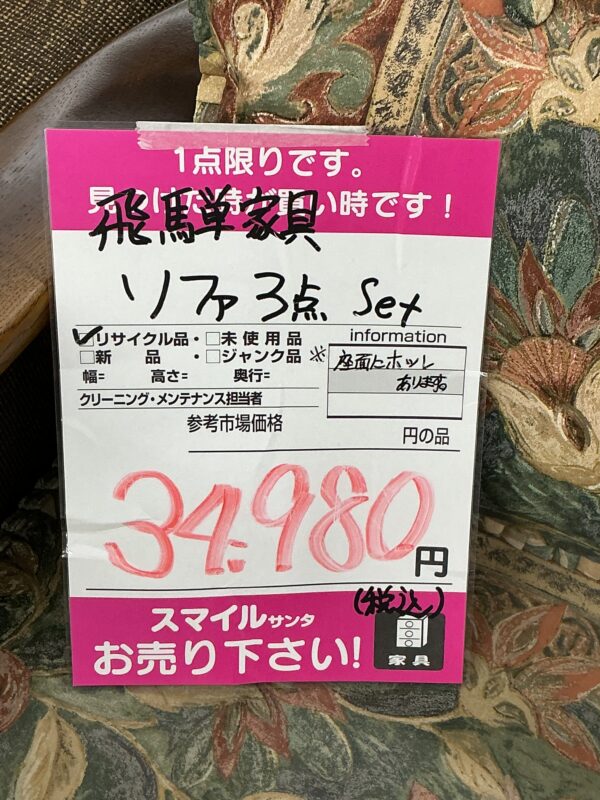 1点限りです。
見つけた時が買い時です！
飛騨家具
ソファ 3点 Set
✓リサイクル品・□未使用品
□新品・□ジャンク品
幅= 高さ= 奥行=
クリーニング・メンテナンス担当者
information
※座面にホツレ
あります。
参考市場価格
円の品
34.980円
(税込)
スマイルサンタ
お売り下さい!
家具